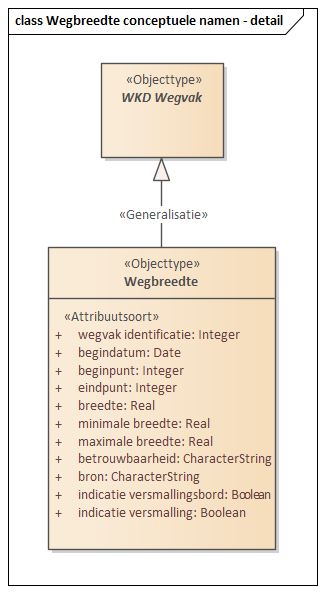 class Wegbreedte conceptuele namen - detail
«Objecttype»
WKD Wegvak
«Generalisatie»
«Objecttype»
Wegbreedte
«Attribuutsoort»
+ wegvak identificatie: Integer
+ begindatum: Date
+ beginpunt: Integer
+ eindpunt: Integer
+ breedte: Real
+ minimale breedte: Real
+ maximale breedte: Real
+ betrouwbaarheid: CharacterString
+ bron: CharacterString
+ indicatie versmallingsbord: Boolean
+ indicatie versmalling: Boolean